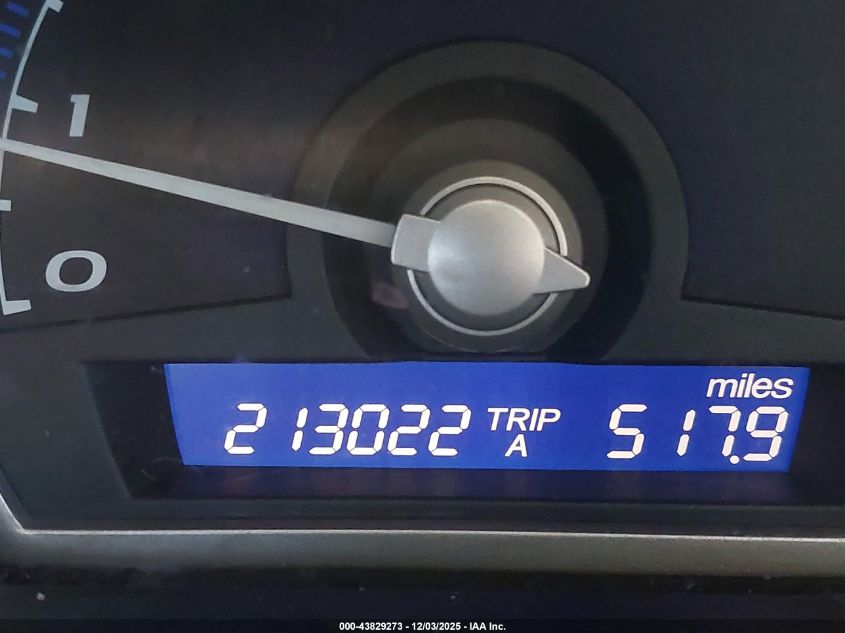 1
0
miles
213022 TRIP A 517.9
000-43829273 - 12/03/2025 - IAA Inc.